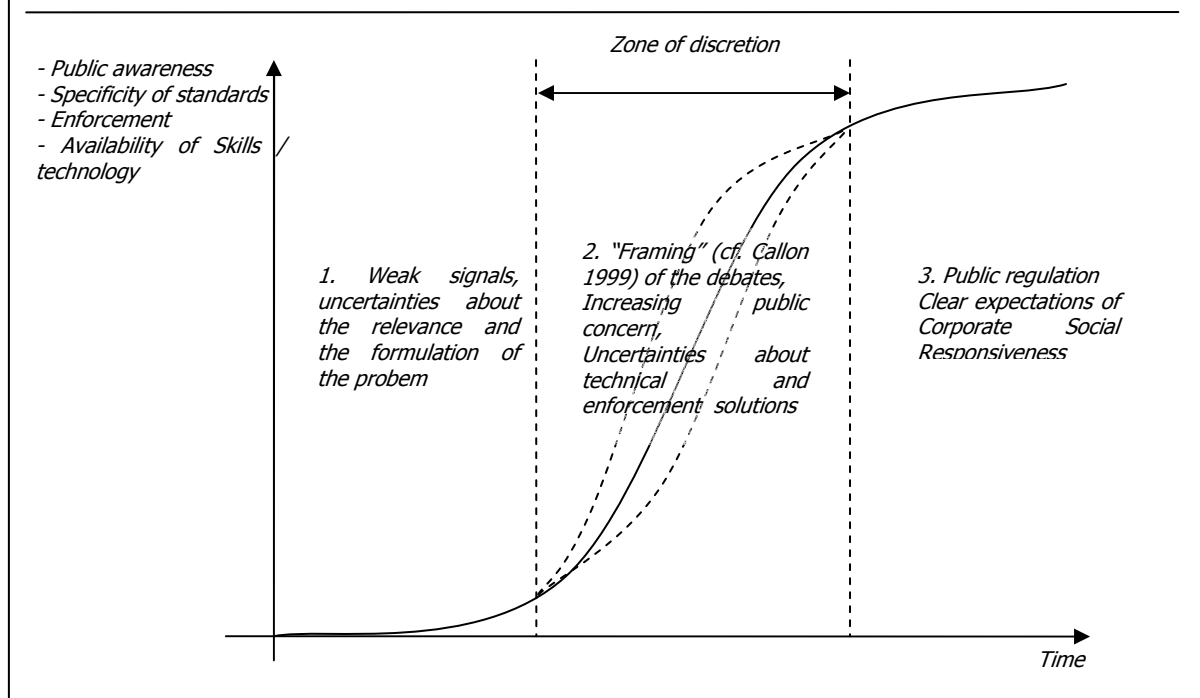 Zone of discretion
- Public awareness
- Specificity of standards
- Enforcement
- Availability of Skills /
technology
1. Weak signals,
uncertainties about
the relevance and
the formulation of
the probem
2. “Framing” (cf. Callon
1999) of the debates,
Increasing public
concern,
Uncertainties about
technical and
enforcement solutions
3. Public regulation
Clear expectations of
Corporate Social
Responsiveness
Time